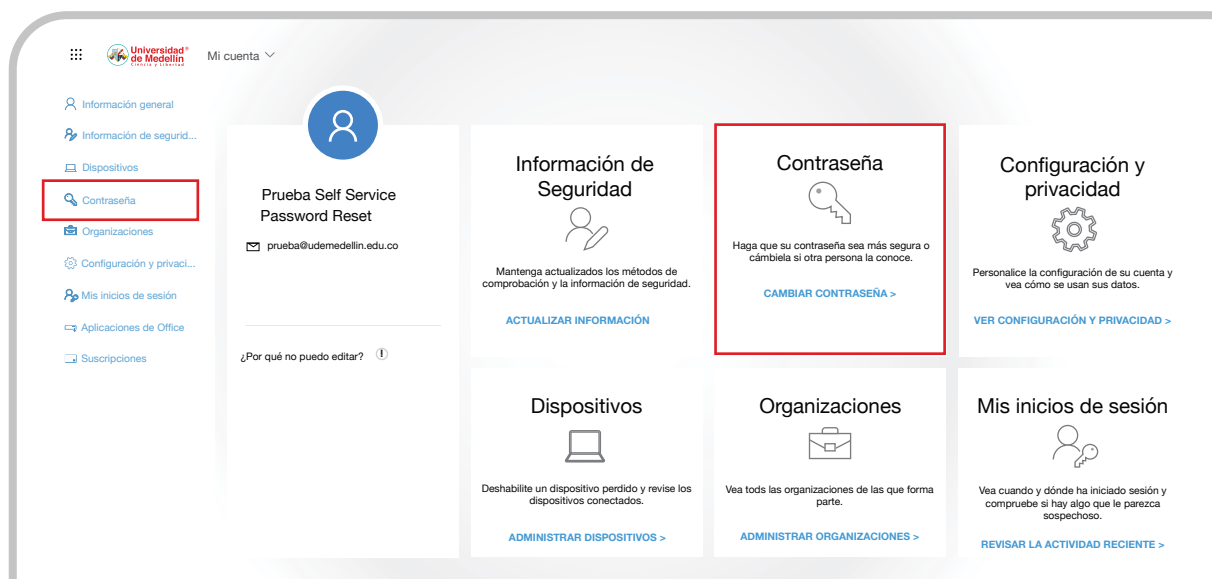 Universidad®
de Medellín
Ciencia y Libertad
Mi cuenta
Información general
Información de segurid...
Dispositivos
Contraseña
Organizaciones
Configuración y privaci...
Mis inicios de sesión
Aplicaciones de Office
Suscripciones
Prueba Self Service
Password Reset
prueba@udemedellin.edu.co
¿Por qué no puedo editar?
Información de
Seguridad
Mantenga actualizados los métodos de
comprobación y la información de seguridad.
ACTUALIZAR INFORMACIÓN
Contraseña
Haga que su contraseña sea más segura o
cámbiela si otra persona la conoce.
CAMBIAR CONTRASEÑA >
Configuración y
privacidad
Personalice la configuración de su cuenta y
vea cómo se usan sus datos.
VER CONFIGURACIÓN Y PRIVACIDAD >
Dispositivos
Deshabilite un dispositivo perdido y revise los
dispositivos conectados.
ADMINISTRAR DISPOSITIVOS >
Organizaciones
Vea tods las organizaciones de las que forma
parte.
ADMINISTRAR ORGANIZACIONES >
Mis inicios de sesión
Vea cuando y dónde ha iniciado sesión y
compruebe si hay algo que le parezca
sospechoso.
REVISAR LA ACTIVIDAD RECIENTE >